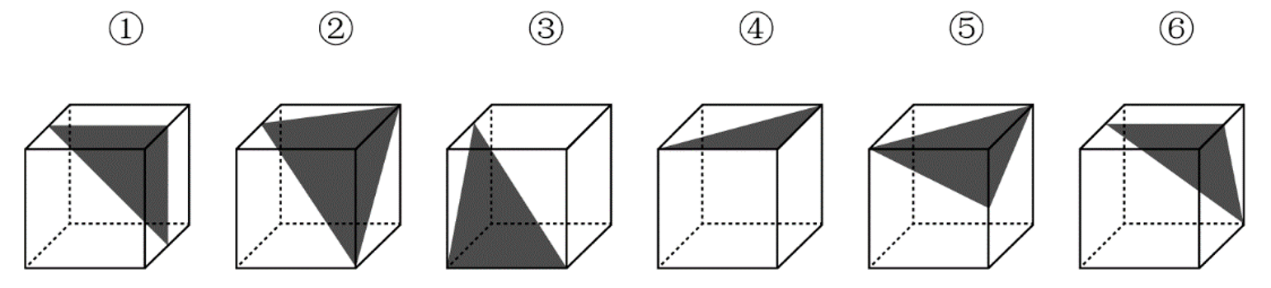 ① ② ③ ④ ⑤ ⑥